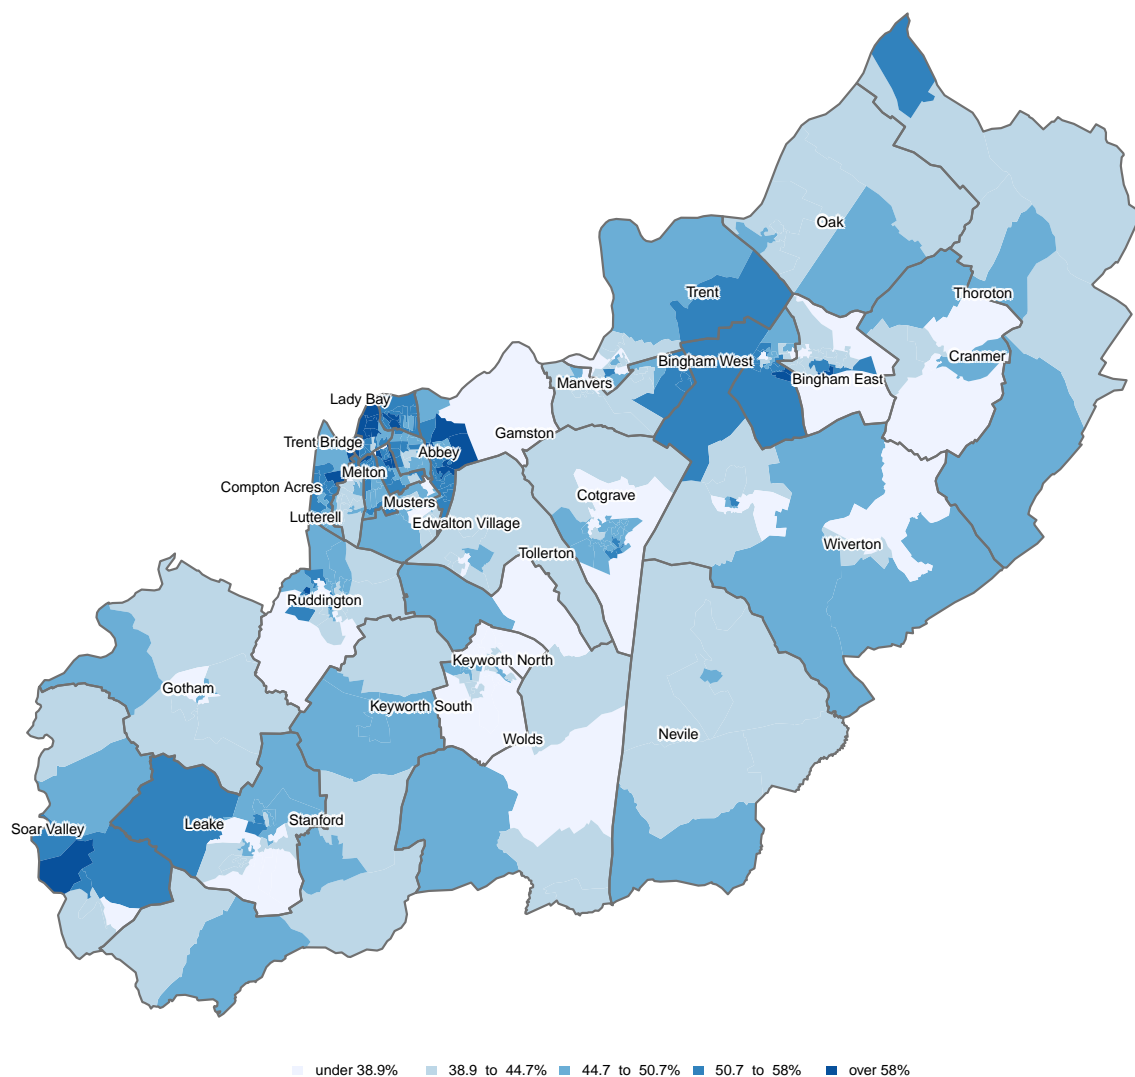 Oak
Trent
Thoroton
Cranmer
Bingham West
Bingham East
Manvers
Lady Bay
Gamston
Trent Bridge
Abbey
Melton
Compton Acres
Musters
Cotgrave
Lutterell
Edwalton Village
Tollerton
Wiverton
Ruddington
Keyworth North
Gotham
Keyworth South
Wolds
Nevile
Stanford
Leake
Soar Valley
under 38.9% 38.9 to 44.7% 44.7 to 50.7% 50.7 to 58% over 58%